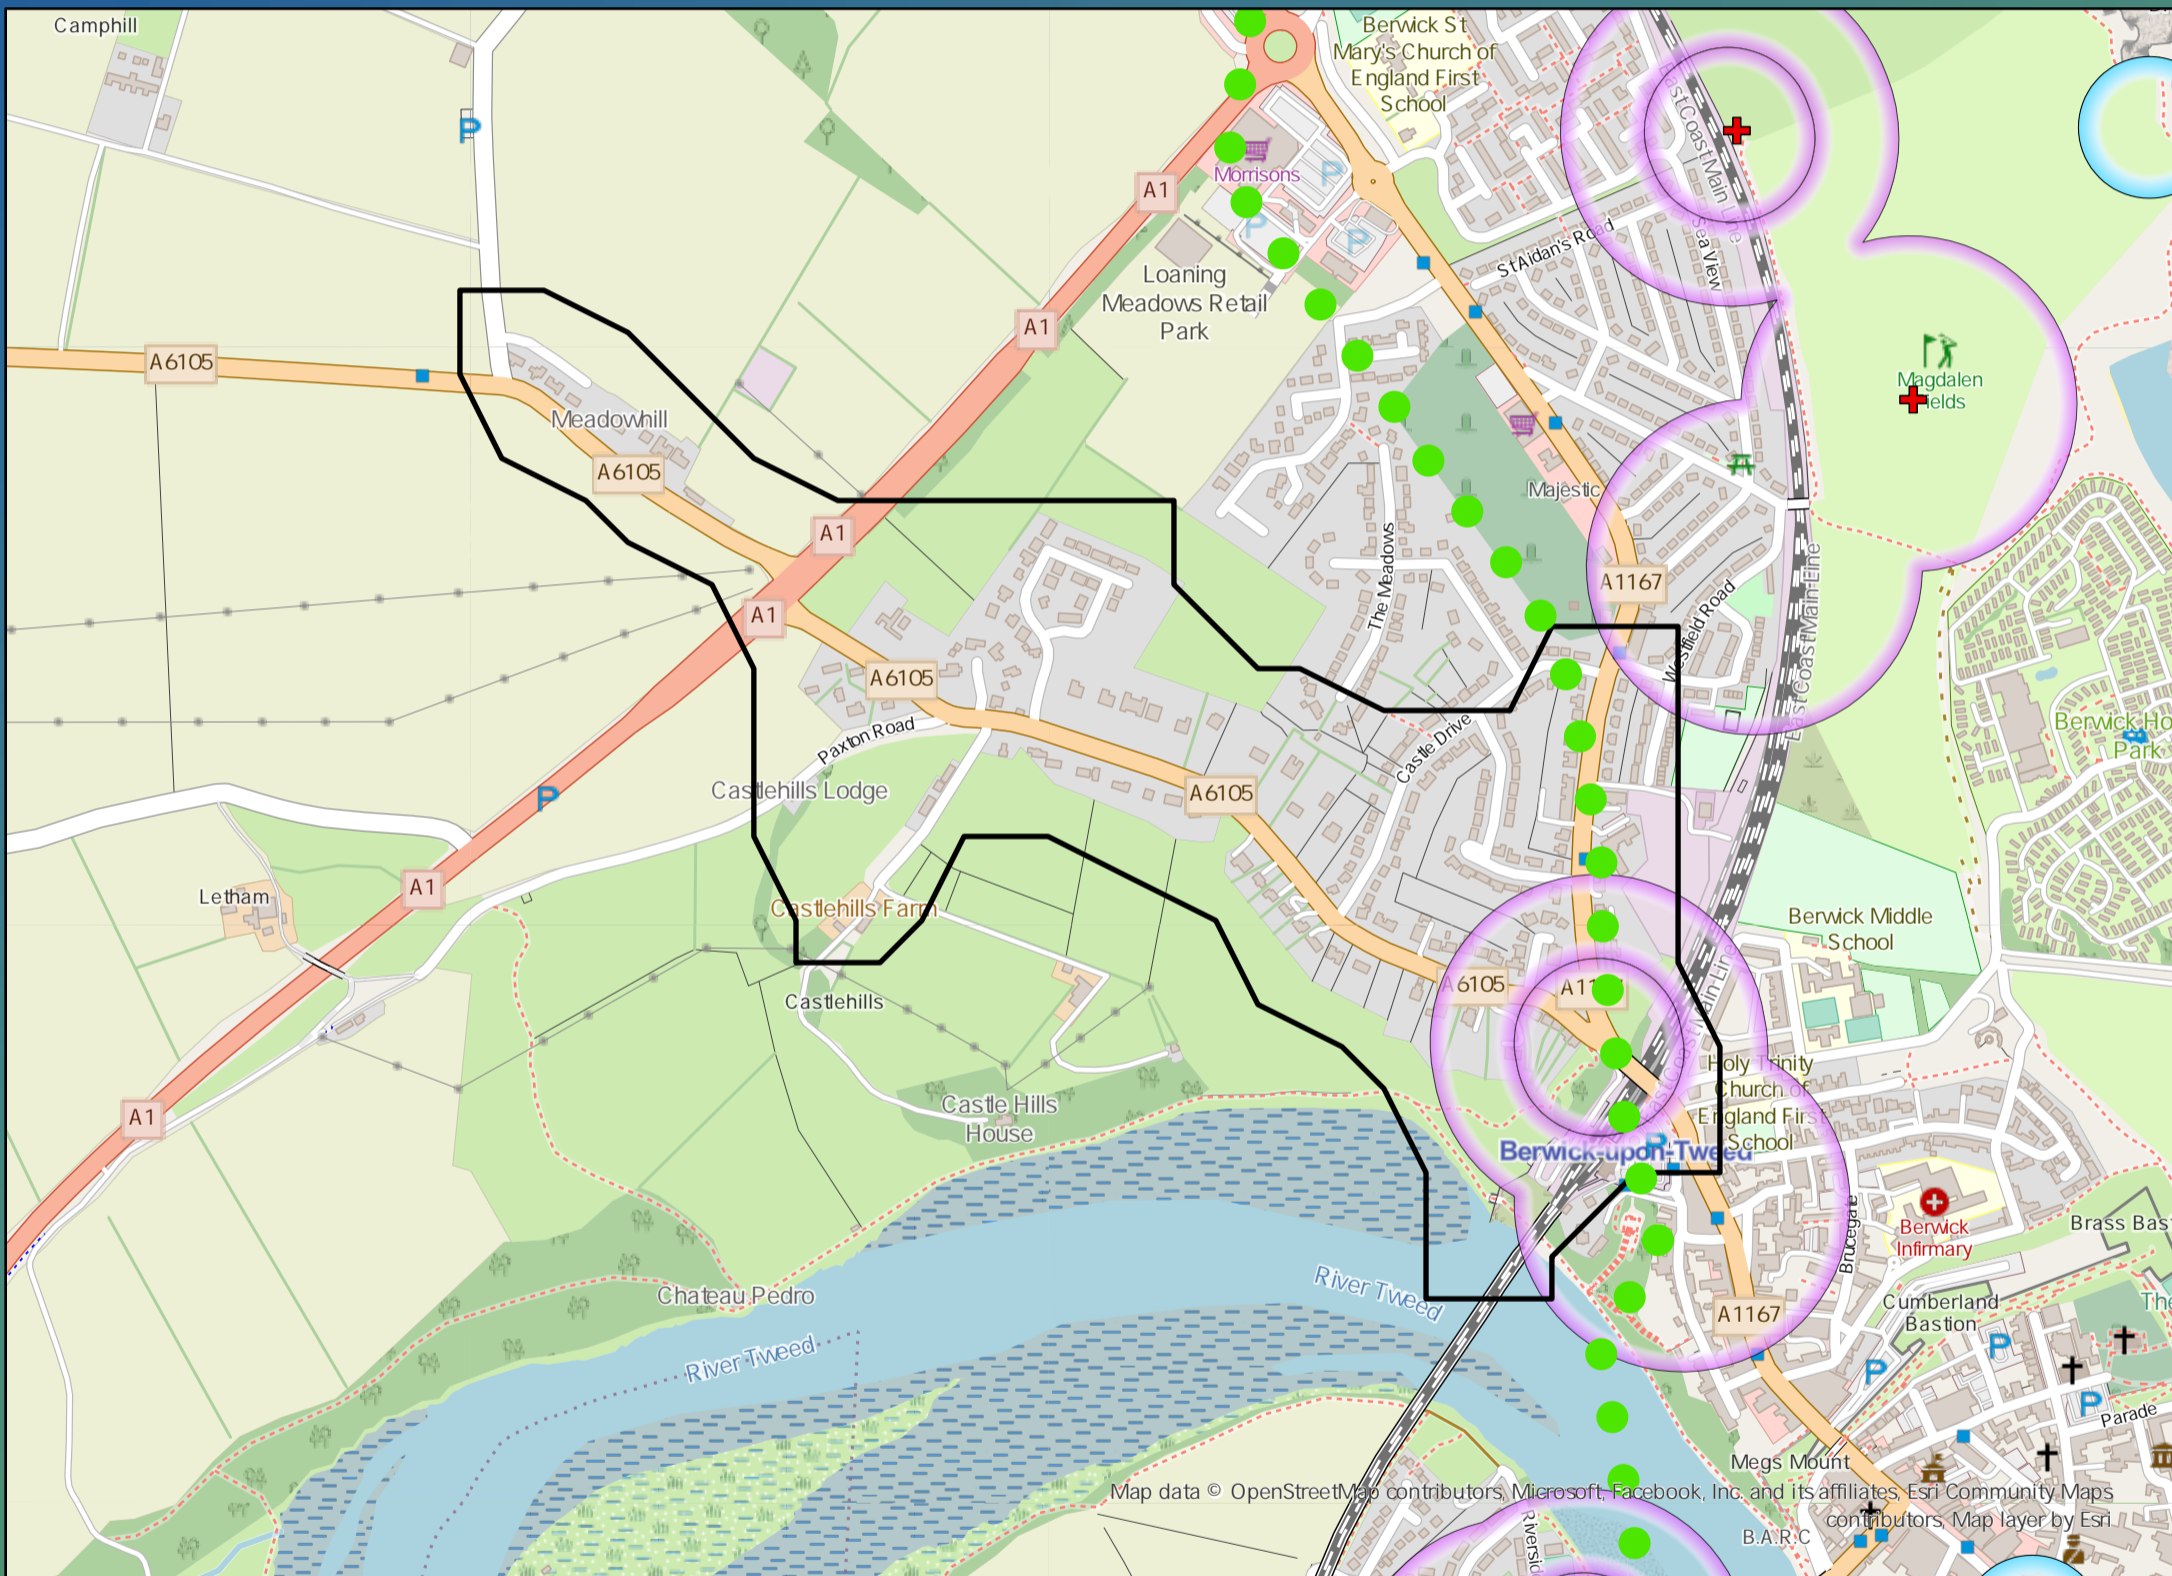 Camphill
Berwick St
Mary's Church of
England First
School
P
East Coast Main Line
A1
Morrisons
P
P
P
Sea View
St Aidan's Road
Loaning
Meadows Retail
Park
A1
A6105
Magdalen
Meadowhill
A6105
Majestic
A1
The Meadows
A1167
A1
Westfield Road
East Coast Main Line
A6105
Paxton Road
Castle Drive
Berwick Ho
Park
P
Castlehills Lodge
A6105
A1
Letham
Castlehills Farm
Berwick Middle
School
A6105
Castlehills
Castle Hills
House
A1
Holy Trinity
Church of
England First
School
P
Berwick-upon-Tweed
Berwick
Infirmary
Brass Bas
Brucegate
River Tweed
Chateau Pedro
River Tweed
A1167
Cumberland
Bastion
The
P
P
P
Parade
Megs Mount
Map data © OpenStreetMap contributors, Microsoft, Facebook, Inc. and its affiliates, Esri Community Maps
contributors, Map layer by Esri
B.A.R.C
Riversid